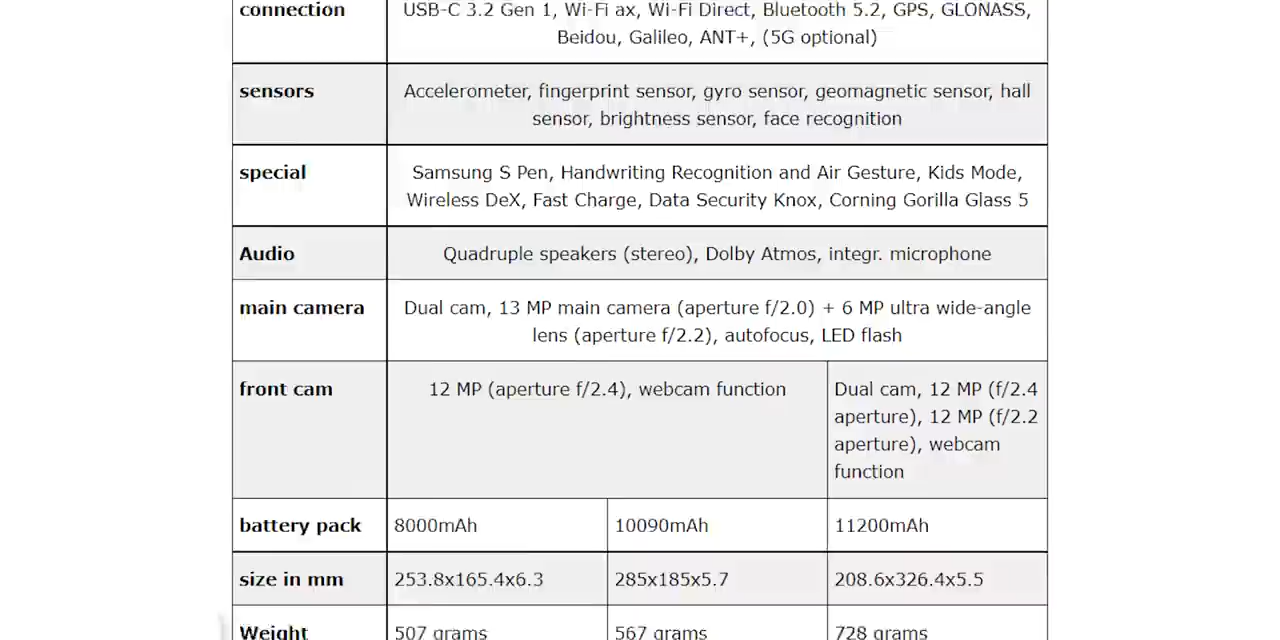 connection
USB-C 3.2 Gen 1, Wi-Fi ax, Wi-Fi Direct, Bluetooth 5.2, GPS, GLONASS,
Beidou, Galileo, ANT+, (5G optional)
sensors
Accelerometer, fingerprint sensor, gyro sensor, geomagnetic sensor, hall
sensor, brightness sensor, face recognition
special
Samsung S Pen, Handwriting Recognition and Air Gesture, Kids Mode,
Wireless DeX, Fast Charge, Data Security Knox, Corning Gorilla Glass 5
Audio
Quadruple speakers (stereo), Dolby Atmos, integr. microphone
main camera
Dual cam, 13 MP main camera (aperture f/2.0) + 6 MP ultra wide-angle
lens (aperture f/2.2), autofocus, LED flash
front cam
12 MP (aperture f/2.4), webcam function
Dual cam, 12 MP (f/2.4
aperture), 12 MP (f/2.2
aperture), webcam
function
battery pack
8000mAh
10090mAh
11200mAh
size in mm
253.8x165.4x6.3
285x185x5.7
208.6x326.4x5.5
Weight
507 grams
567 grams
728 grams